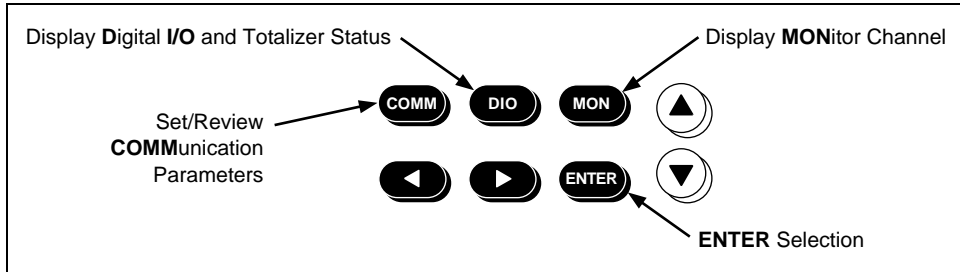 Display Digital I/O and Totalizer Status
Display MONitor Channel
COMM
DIO
MON
Set/Review
COMMunication
Parameters
ENTER
ENTER Selection